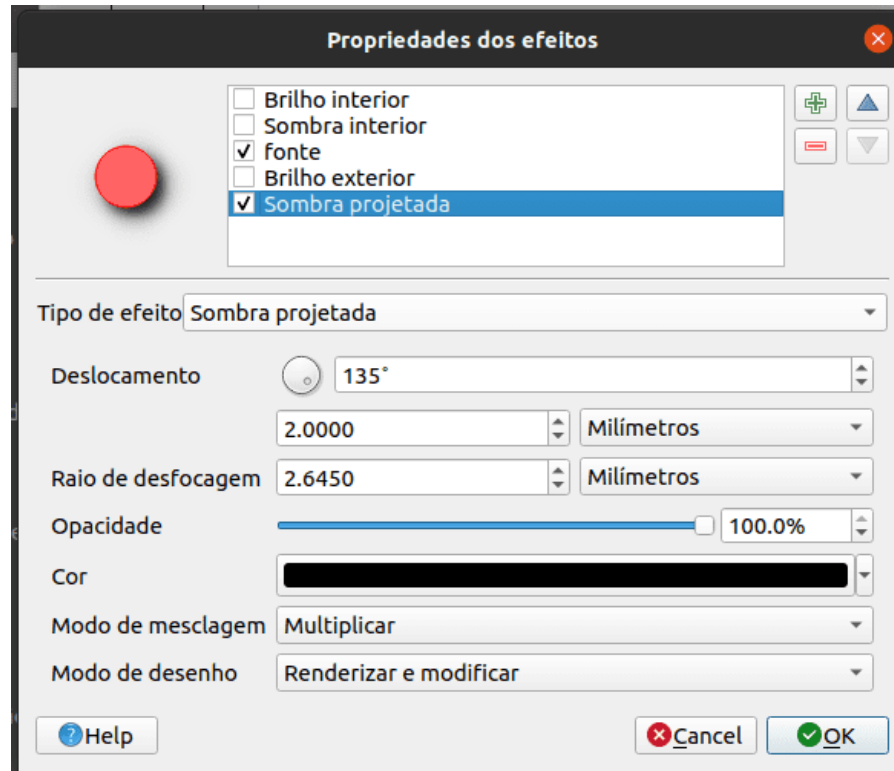 Propriedades dos efeitos
Brilho interior
Sombra interior
fonte
Brilho exterior
Sombra projetada
Tipo de efeito Sombra projetada
Deslocamento 135°
2.0000 Milímetros
Raio de desfocagem 2.6450 Milímetros
Opacidade 100.0%
Cor
Modo de mesclagem Multiplicar
Modo de desenho Renderizar e modificar
Help Cancel OK